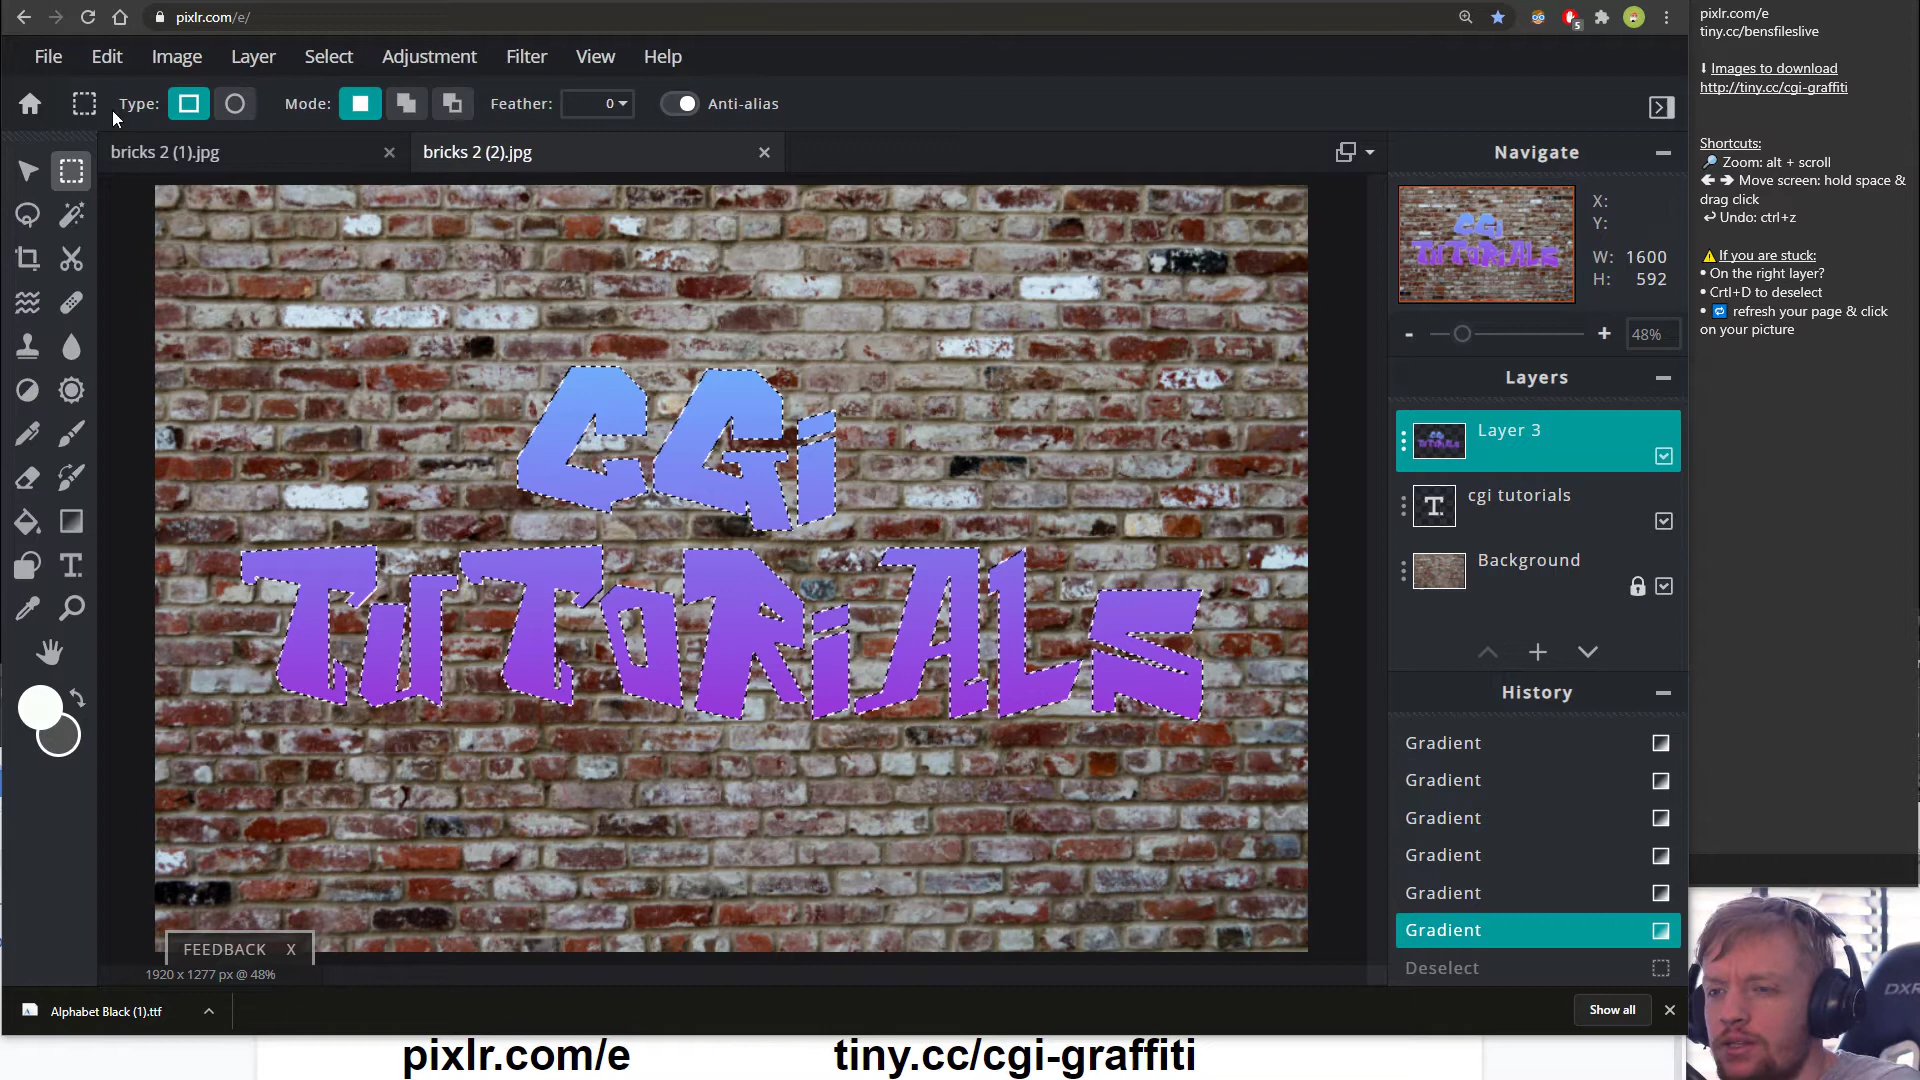 pixlr.com/e/
5
File Edit Image Layer Select Adjustment Filter View Help
Type: Mode: Feather: 0 Anti-alias
bricks 2 (1).jpg
bricks 2 (2).jpg
CGi
TUTORiALS
FEEDBACK X
1920 x 1277 px @ 48%
Navigate
X:
Y:
W: 1600
H: 592
- + 48%
Layers
Layer 3
T. cgi tutorials
Background
History
Gradient
Gradient
Gradient
Gradient
Gradient
Gradient
Deselect
Alphabet Black (1).ttf
Show all
pixlr.com/e
tiny.cc/cgi-graffiti
pixlr.com/e
tiny.cc/bensfileslive
⬇ Images to download
http://tiny.cc/cgi-graffiti
Shortcuts:
🔎 Zoom: alt + scroll
🡄 🡆 Move screen: hold space &
drag click
↩ Undo: ctrl+z
⚠ If you are stuck:
• On the right layer?
• Crtl+D to deselect
• 🔁 refresh your page & click
on your picture
DXR